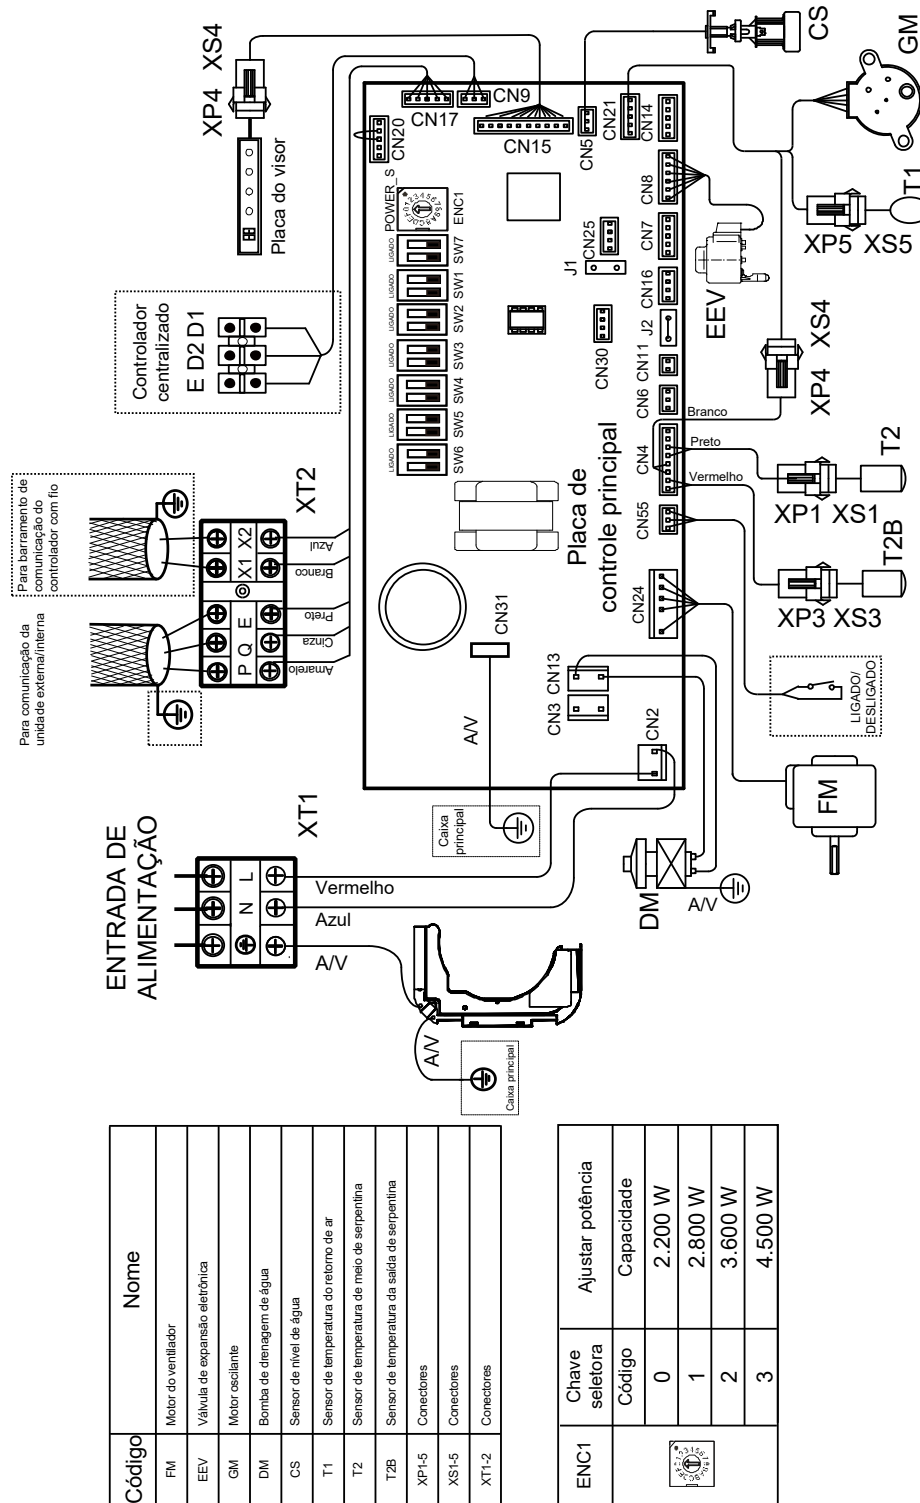 XP4 XS4
Placa do visor
Controlador
centralizado
E D2 D1
Para barramento de
comunicação do
controlador com fio
Para comunicação da
unidade externa/interna
XT2
P Q E X1 X2
Amarelo
Cinza
Preto
Branco
Azul
ENTRADA DE
ALIMENTAÇÃO
XT1
N L
Vermelho
Azul
A/V
A/V
Caixa principal
CN20
CN17
CN9
CN15
CN5
CN21
CN14
POWER_S
ENC1
LIGADO
SW7
LIGADO
SW1
LIGADO
SW2
LIGADO
SW3
LIGADO
SW4
LIGADO
SW5
LIGADO
SW6
CN8
CN7
CN25
J1
CN16
J2
CN30
CN11
CN6
CN4
CN55
CN24
Placa de
controle principal
CN31
A/V
Caixa
principal
CN13
CN3
CN2
CS
GM
T1
XP5 XS5
EEV
XP4 XS4
Branco
Preto
Vermelho
T2
XP1 XS1
T2B
XP3 XS3
LIGADO/
DESLIGADO
FM
DM
A/V
Código Nome
FM Motor do ventilador
EEV Válvula de expansão eletrônica
GM Motor oscilante
DM Bomba de drenagem de água
CS Sensor de nível de água
T1 Sensor de temperatura do retorno de ar
T2 Sensor de temperatura de meio de serpentina
T2B Sensor de temperatura da saída de serpentina
XP1-5 Conectores
XS1-5 Conectores
XT1-2 Conectores
ENC1
Chave
seletora
Ajustar potência
Código Capacidade
0 2.200 W
1 2.800 W
2 3.600 W
3 4.500 W